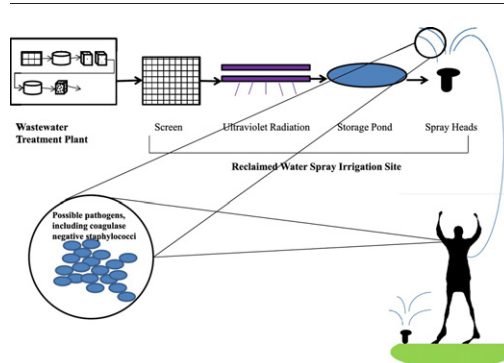 Wastewater
Treatment Plant
Screen
Ultraviolet Radiation
Storage Pond
Spray Heads
Reclaimed Water Spray Irrigation Site
Possible pathogens,
including coagulase
negative staphylococci